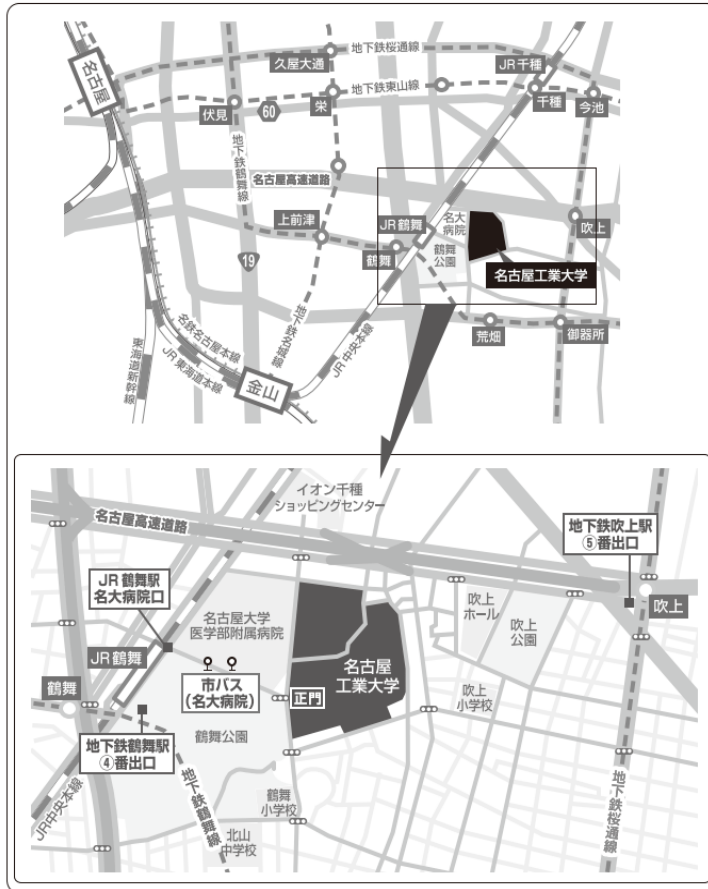 地下鉄桜通線
久屋大通
JR千種
名古屋
地下鉄東山線
伏見
60
栄
千種
今池
地下鉄鶴舞線
名古屋高速道路
上前津
JR鶴舞
名大
病院
吹上
鶴舞
鶴舞
公園
名古屋工業大学
19
地下鉄名城線
荒畑
御器所
名鉄名古屋本線
JR東海道本線
東海道新幹線
JR中央本線
金山
イオン千種
ショッピングセンター
名古屋高速道路
地下鉄吹上駅
⑤番出口
JR鶴舞駅
名大病院口
名古屋大学
医学部附属病院
吹上
ホール
吹上
公園
吹上
JR鶴舞
名古屋
工業大学
市バス
(名大病院)
正門
吹上
小学校
鶴舞
鶴舞公園
地下鉄鶴舞駅
④番出口
地下鉄鶴舞線
鶴舞
小学校
JR中央本線
北山
中学校
地下鉄桜通線